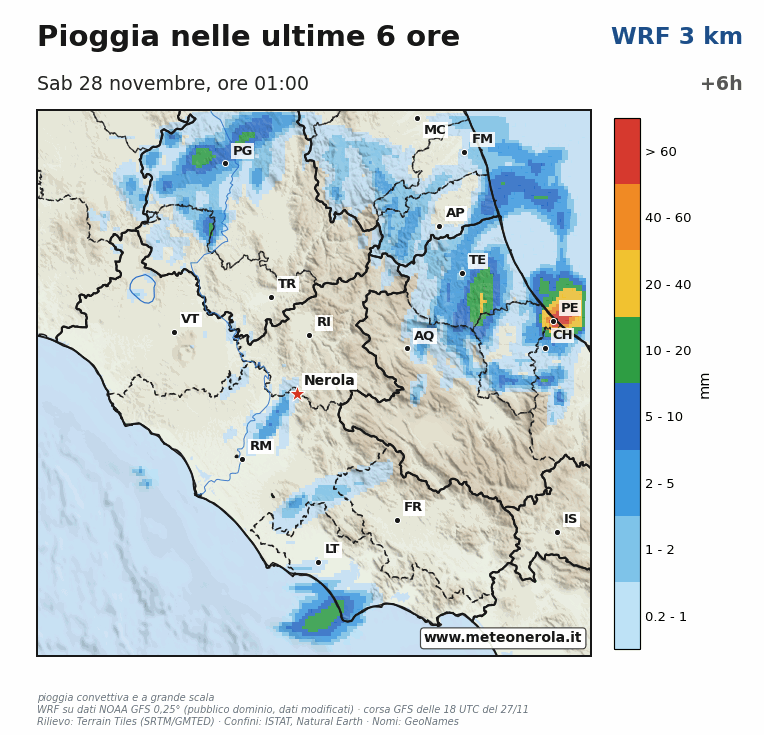 Pioggia nelle ultime 6 ore
WRF 3 km
Sab 28 novembre, ore 01:00
+6h
MC
FM
PG
AP
TE
TR
PE
VT
RI
AQ
CH
Nerola
RM
FR
IS
LT
www.meteonerola.it
> 60
40 - 60
20 - 40
10 - 20
5 - 10
2 - 5
1 - 2
0.2 - 1
mm
pioggia convettiva e a grande scala
WRF su dati NOAA GFS 0,25° (pubblico dominio, dati modificati) · corsa GFS delle 18 UTC del 27/11
Rilievo: Terrain Tiles (SRTM/GMTED) · Confini: ISTAT, Natural Earth · Nomi: GeoNames